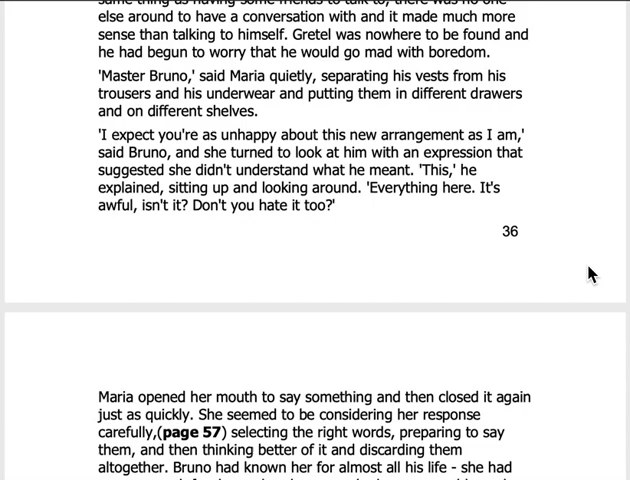 else around to have a conversation with and it made much more
sense than talking to himself. Gretel was nowhere to be found and
he had begun to worry that he would go mad with boredom.
'Master Bruno,' said Maria quietly, separating his vests from his
trousers and his underwear and putting them in different drawers
and on different shelves.
'I expect you're as unhappy about this new arrangement as I am,'
said Bruno, and she turned to look at him with an expression that
suggested she didn't understand what he meant. 'This,' he
explained, sitting up and looking around. 'Everything here. It's
awful, isn't it? Don't you hate it too?'
36
Maria opened her mouth to say something and then closed it again
just as quickly. She seemed to be considering her response
carefully,(page 57) selecting the right words, preparing to say
them, and then thinking better of it and discarding them
altogether. Bruno had known her for almost all his life - she had